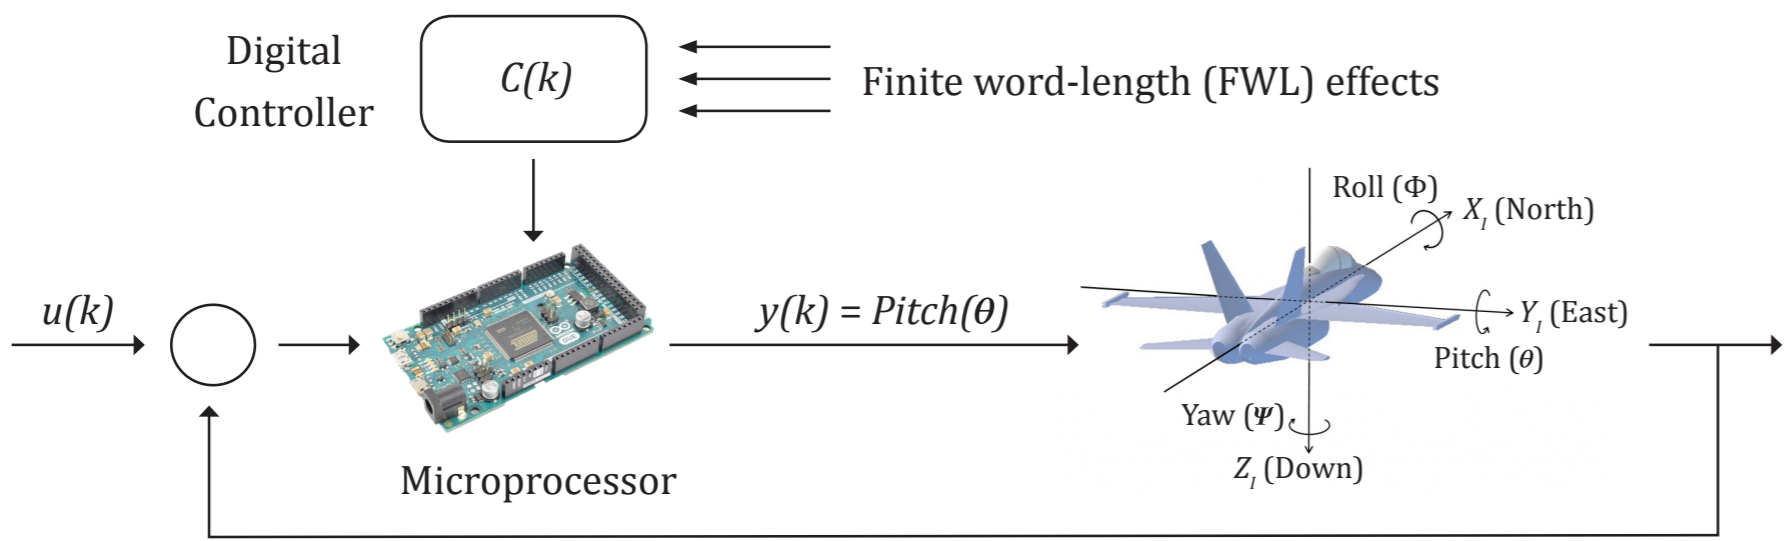 Digital
Controller
C(k)
Finite word-length (FWL) effects
u(k)
y(k) = Pitch(θ)
Microprocessor
Roll (Φ)
X_I (North)
Y_I (East)
Pitch (θ)
Yaw (Ψ)
Z_I (Down)